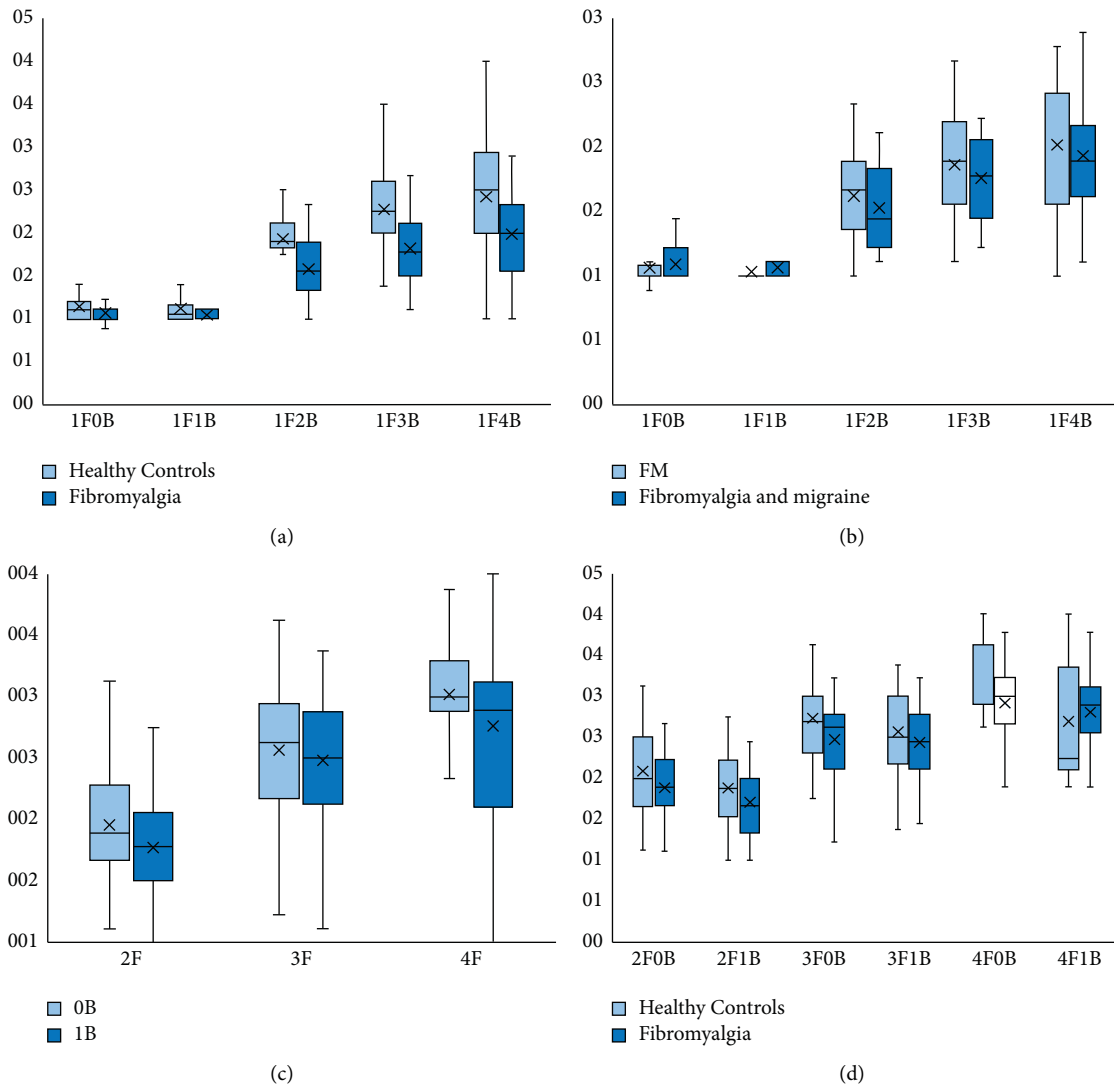 05
04
04
03
03
02
02
01
01
00
1F0B 1F1B 1F2B 1F3B 1F4B
Healthy Controls
Fibromyalgia
(a)
03
03
02
02
01
01
00
1F0B 1F1B 1F2B 1F3B 1F4B
FM
Fibromyalgia and migraine
(b)
004
004
003
003
002
002
001
2F 3F 4F
0B
1B
(c)
05
04
04
03
03
02
02
01
01
00
2F0B 2F1B 3F0B 3F1B 4F0B 4F1B
Healthy Controls
Fibromyalgia
(d)